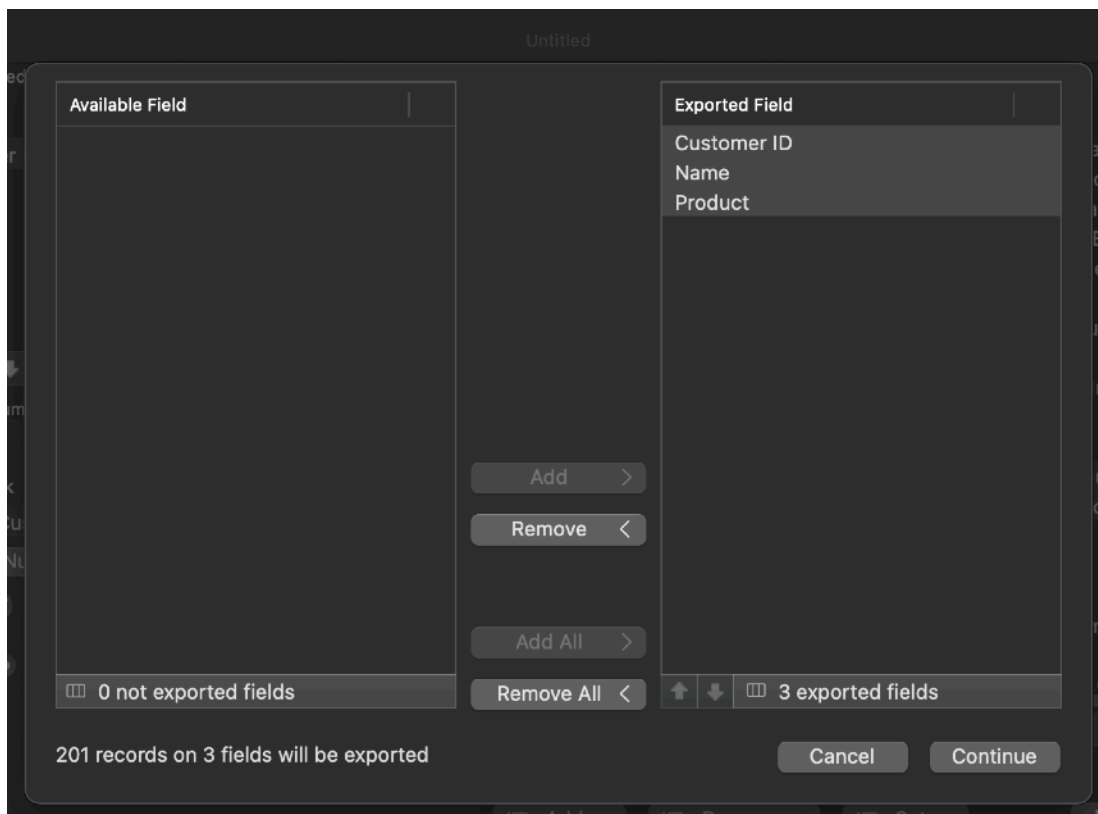 Untitled
Available Field
Exported Field
Customer ID
Name
Product
Add
Remove
Add All
Remove All
0 not exported fields
3 exported fields
201 records on 3 fields will be exported
Cancel
Continue